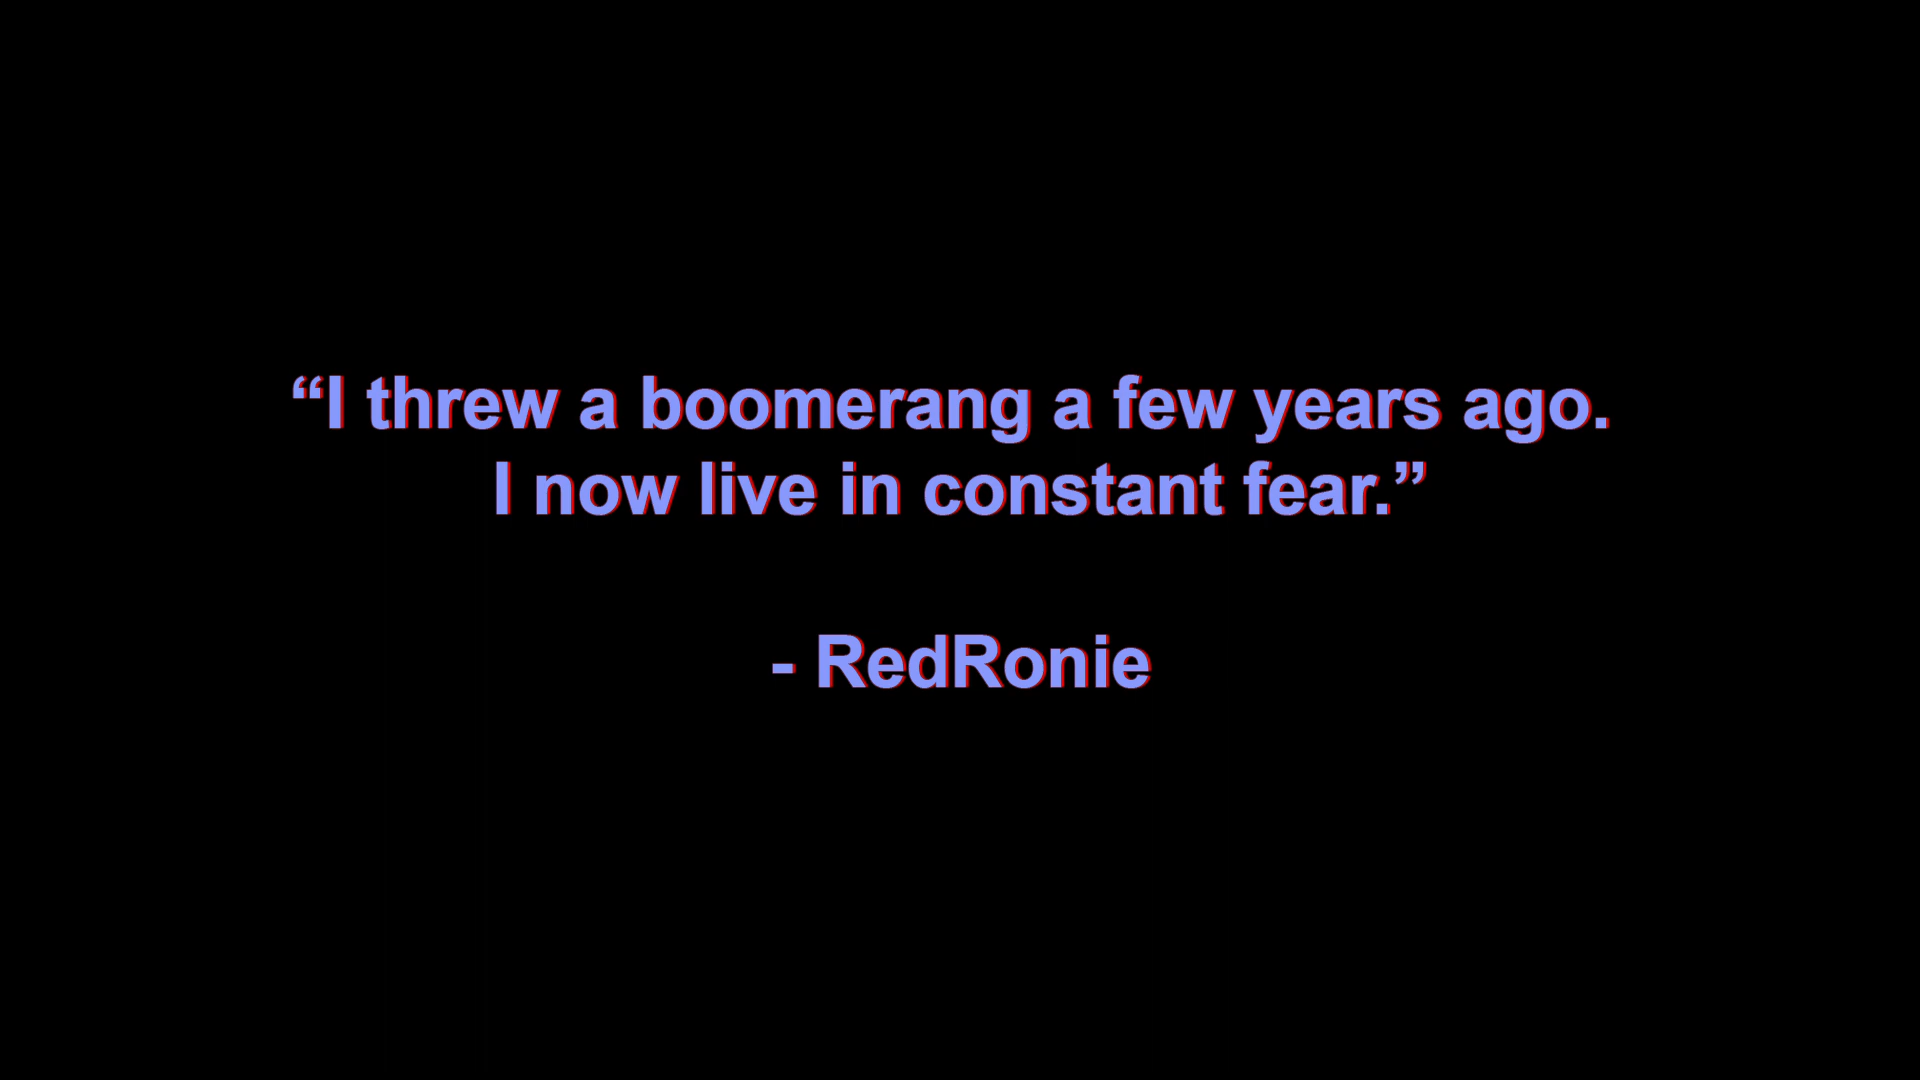 “I threw a boomerang a few years ago.
I now live in constant fear.”
- RedRonie